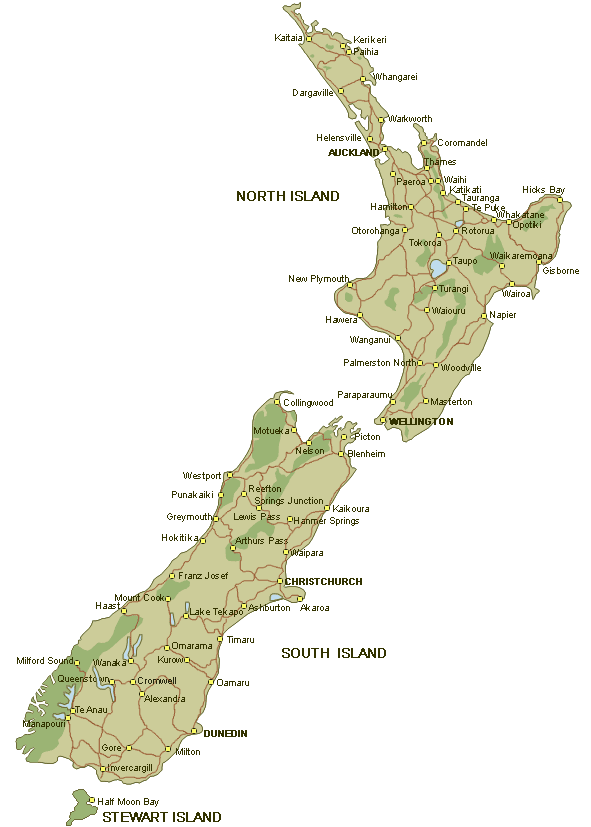 Kaitaia
Kerikeri
Paihia
Whangarei
Dargaville
Warkworth
Helensville
Coromandel
AUCKLAND
Thames
Paeroa
Waihi
Katikati
Hicks Bay
NORTH ISLAND
Tauranga
Hamilton
Te Puke
Whakatane
Opotiki
Otorohanga
Rotorua
Tokoroa
Waikaremoana
Taupo
Gisborne
New Plymouth
Turangi
Wairoa
Waiouru
Hawera
Napier
Wanganui
Palmerston North
Woodville
Paraparaumu
Masterton
Collingwood
WELLINGTON
Motueka
Picton
Nelson
Blenheim
Westport
Reefton
Punakaiki
Springs Junction
Kaikoura
Greymouth
Lewis Pass
Hanmer Springs
Hokitika
Arthurs Pass
Waipara
Franz Josef
CHRISTCHURCH
Mount Cook
Haast
Ashburton
Akaroa
Lake Tekapo
Timaru
Omarama
SOUTH ISLAND
Milford Sound
Wanaka
Kurow
Queenstown
Cromwell
Oamaru
Alexandra
Te Anau
Manapouri
DUNEDIN
Gore
Milton
Invercargill
Half Moon Bay
STEWART ISLAND